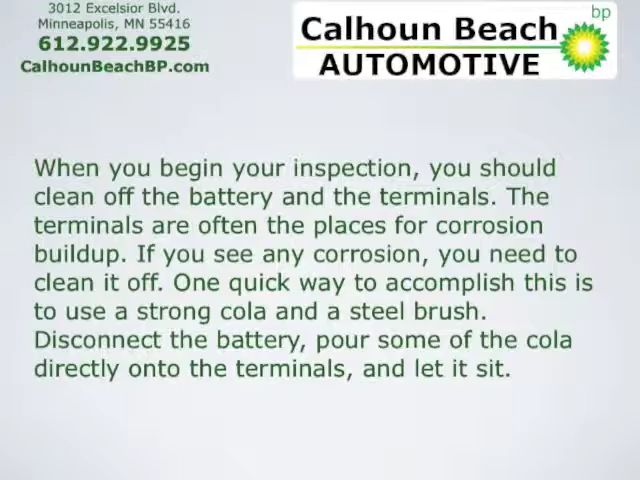 3012 Excelsior Blvd.
Minneapolis, MN 55416
612.922.9925
CalhounBeachBP.com
Calhoun Beach
AUTOMOTIVE
bp
When you begin your inspection, you should
clean off the battery and the terminals. The
terminals are often the places for corrosion
buildup. If you see any corrosion, you need to
clean it off. One quick way to accomplish this is
to use a strong cola and a steel brush.
Disconnect the battery, pour some of the cola
directly onto the terminals, and let it sit.